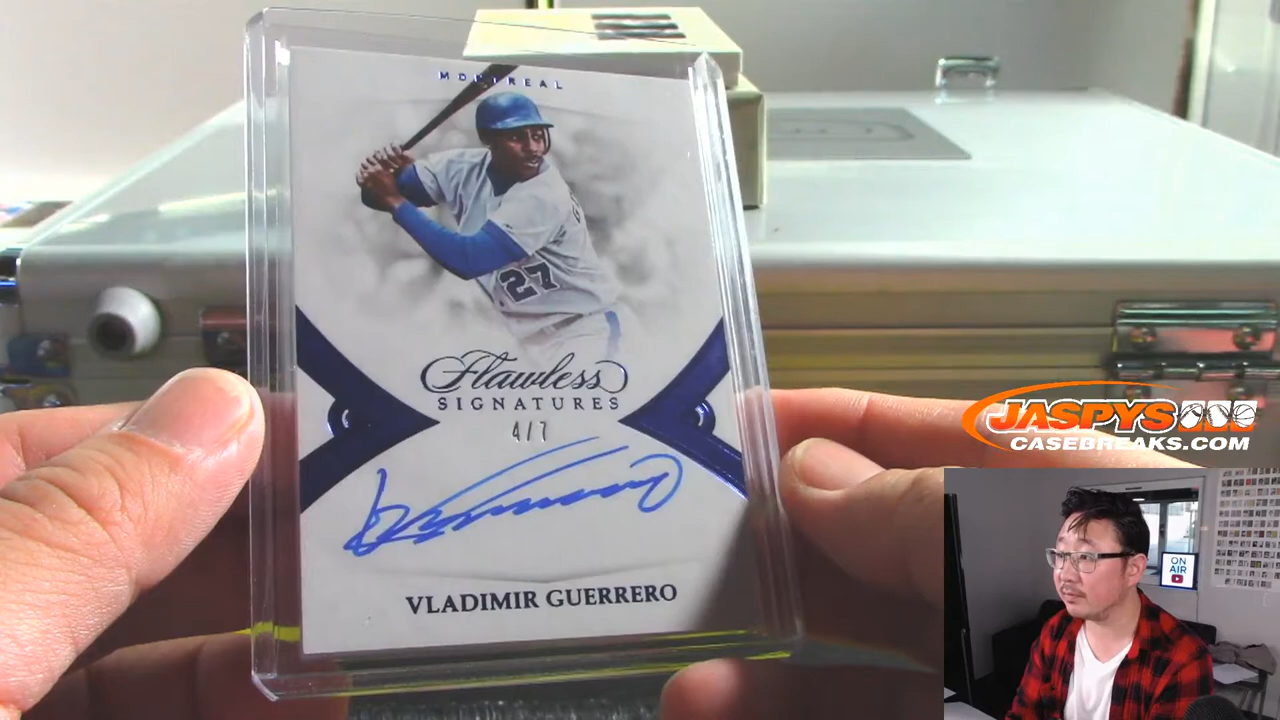 MONTREAL
27
Flawless
SIGNATURES
4/7
VLADIMIR GUERRERO
JASPYS
CASEBREAKS.COM
ON
AIR